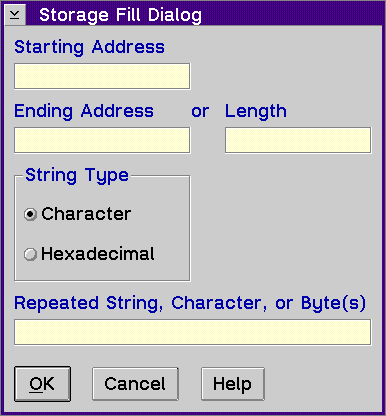 Storage Fill Dialog
Starting Address
Ending Address or Length
String Type
Character
Hexadecimal
Repeated String, Character, or Byte(s)
OK Cancel Help